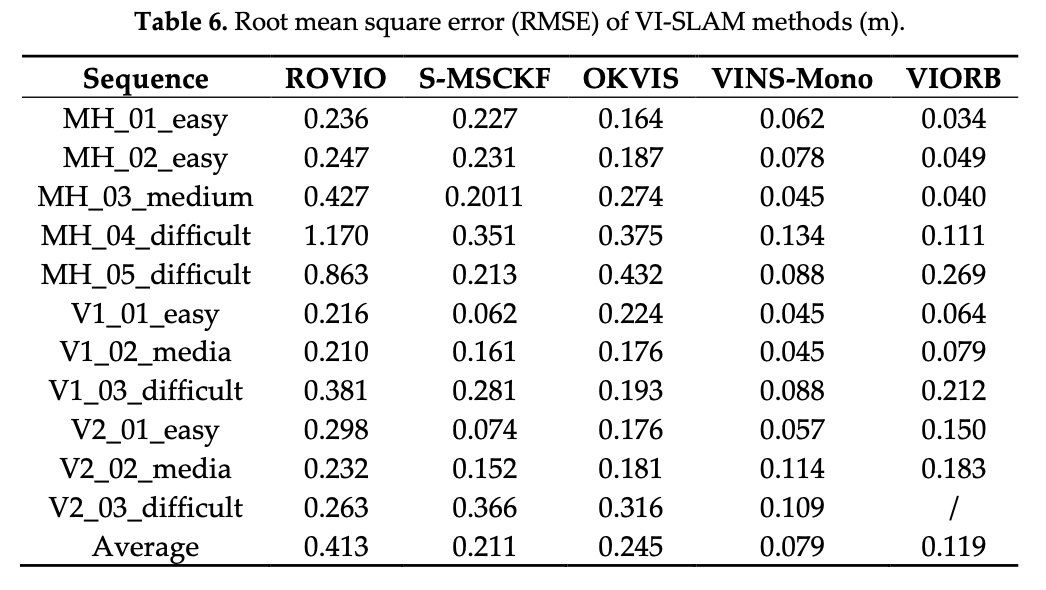 Table 6. Root mean square error (RMSE) of VI-SLAM methods (m).
Sequence ROVIO S-MSCKF OKVIS VINS-Mono VIORB
MH_01_easy 0.236 0.227 0.164 0.062 0.034
MH_02_easy 0.247 0.231 0.187 0.078 0.049
MH_03_medium 0.427 0.2011 0.274 0.045 0.040
MH_04_difficult 1.170 0.351 0.375 0.134 0.111
MH_05_difficult 0.863 0.213 0.432 0.088 0.269
V1_01_easy 0.216 0.062 0.224 0.045 0.064
V1_02_media 0.210 0.161 0.176 0.045 0.079
V1_03_difficult 0.381 0.281 0.193 0.088 0.212
V2_01_easy 0.298 0.074 0.176 0.057 0.150
V2_02_media 0.232 0.152 0.181 0.114 0.183
V2_03_difficult 0.263 0.366 0.316 0.109 /
Average 0.413 0.211 0.245 0.079 0.119